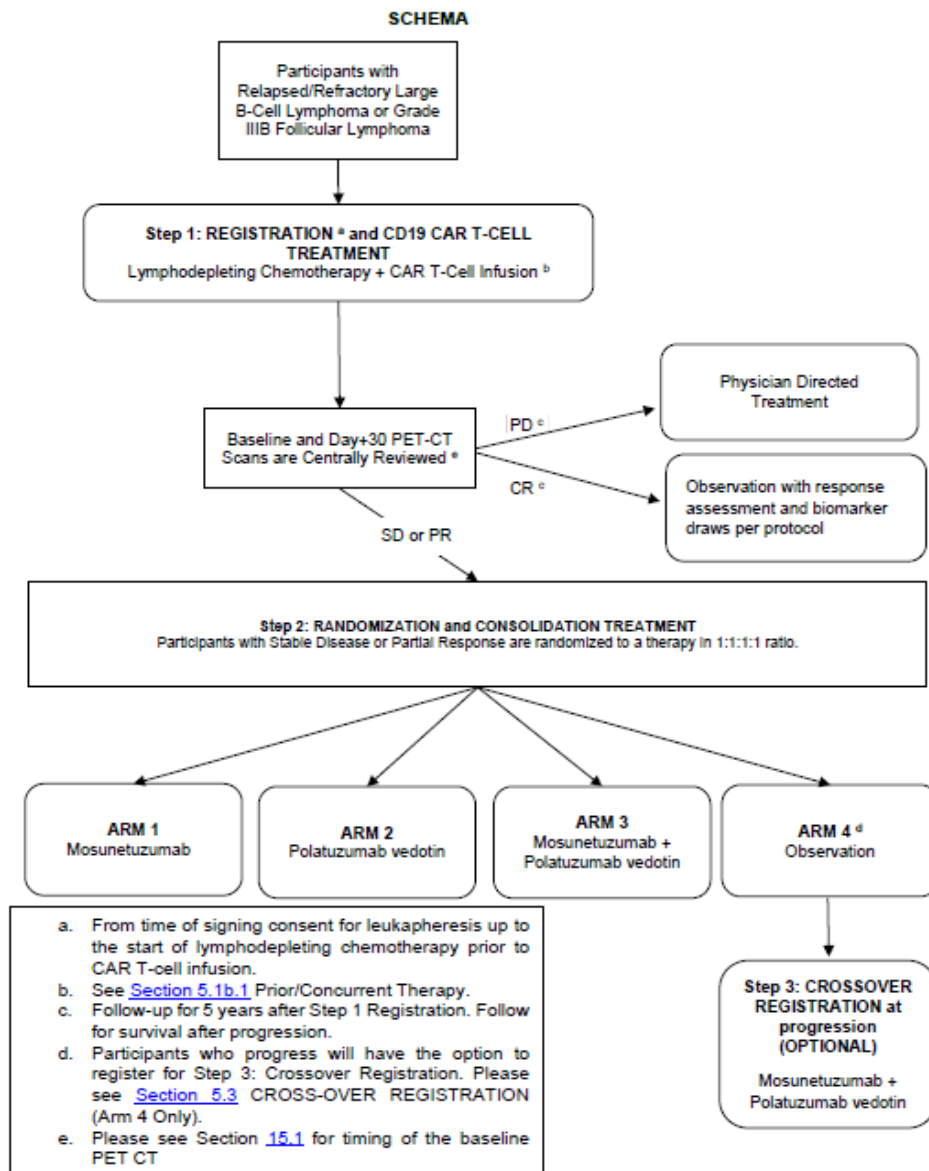 SCHEMA
Participants with
Relapsed/Refractory Large
B-Cell Lymphoma or Grade
IIIB Follicular Lymphoma
Step 1: REGISTRATION a and CD19 CAR T-CELL
TREATMENT
Lymphodepleting Chemotherapy + CAR T-Cell Infusion b
Baseline and Day+30 PET-CT
Scans are Centrally Reviewed e
PD c
Physician Directed
Treatment
CR c
Observation with response
assessment and biomarker
draws per protocol
SD or PR
Step 2: RANDOMIZATION and CONSOLIDATION TREATMENT
Participants with Stable Disease or Partial Response are randomized to a therapy in 1:1:1:1 ratio.
ARM 1
Mosunetuzumab
ARM 2
Polatuzumab vedotin
ARM 3
Mosunetuzumab +
Polatuzumab vedotin
ARM 4 d
Observation
Step 3: CROSSOVER
REGISTRATION at
progression
(OPTIONAL)
Mosunetuzumab +
Polatuzumab vedotin
a. From time of signing consent for leukapheresis up to
the start of lymphodepleting chemotherapy prior to
CAR T-cell infusion.
b. See Section 5.1b.1 Prior/Concurrent Therapy.
c. Follow-up for 5 years after Step 1 Registration. Follow
for survival after progression.
d. Participants who progress will have the option to
register for Step 3: Crossover Registration. Please
see Section 5.3 CROSS-OVER REGISTRATION
(Arm 4 Only).
e. Please see Section 15.1 for timing of the baseline
PET CT